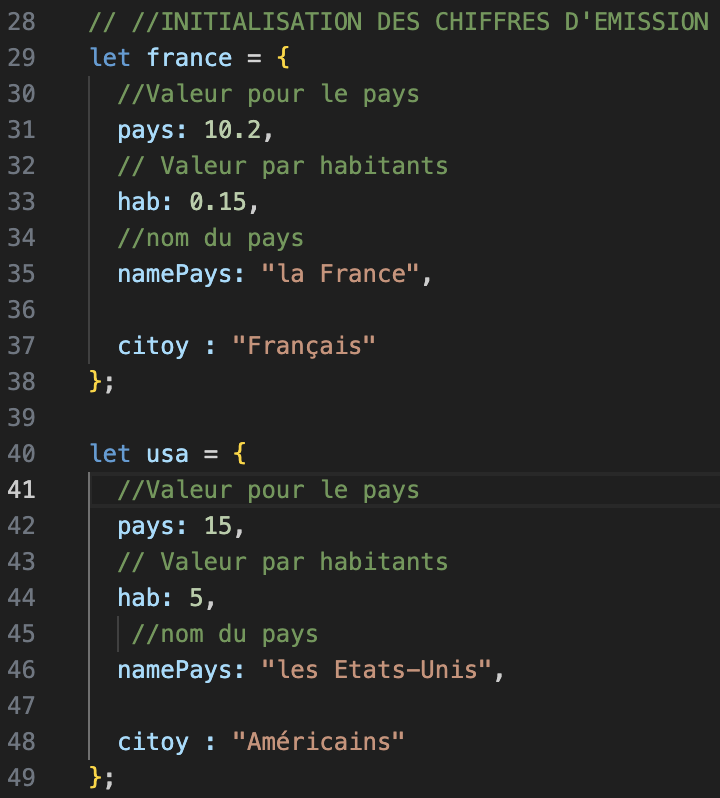 28 // //INITIALISATION DES CHIFFRES D'EMISSION
29 let france = {
30 //Valeur pour le pays
31 pays: 10.2,
32 // Valeur par habitants
33 hab: 0.15,
34 //nom du pays
35 namePays: "la France",
36
37 citoy : "Français"
38 };
39
40 let usa = {
41 //Valeur pour le pays
42 pays: 15,
43 // Valeur par habitants
44 hab: 5,
45 //nom du pays
46 namePays: "les Etats-Unis",
47
48 citoy : "Américains"
49 };